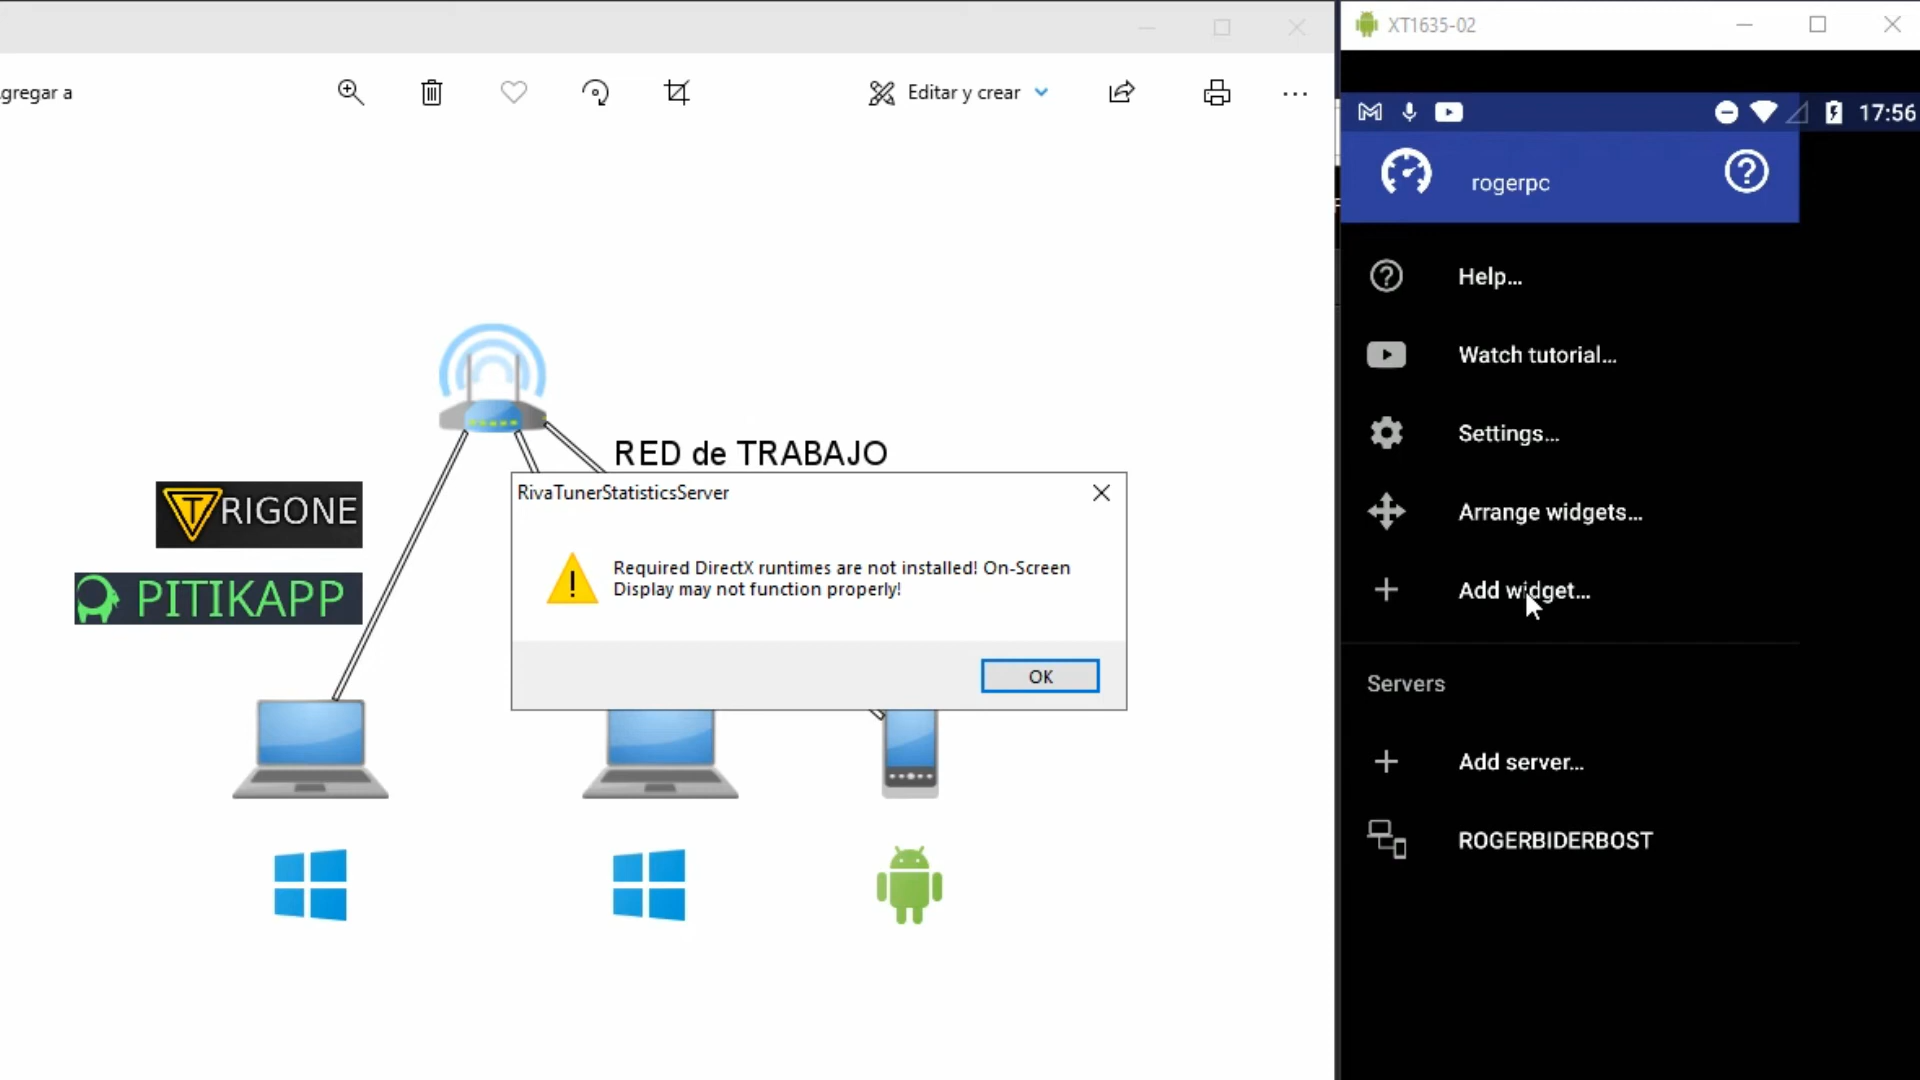 gregar a
Editar y crear
RED de TRABAJO
TRIGONE
PITIKAPP
RivaTunerStatisticsServer
Required DirectX runtimes are not installed! On-Screen
Display may not function properly!
OK
XT1635-02
17:56
rogerpc
Help...
Watch tutorial...
Settings...
Arrange widgets...
Add widget...
Servers
Add server...
ROGERBIDERBOST